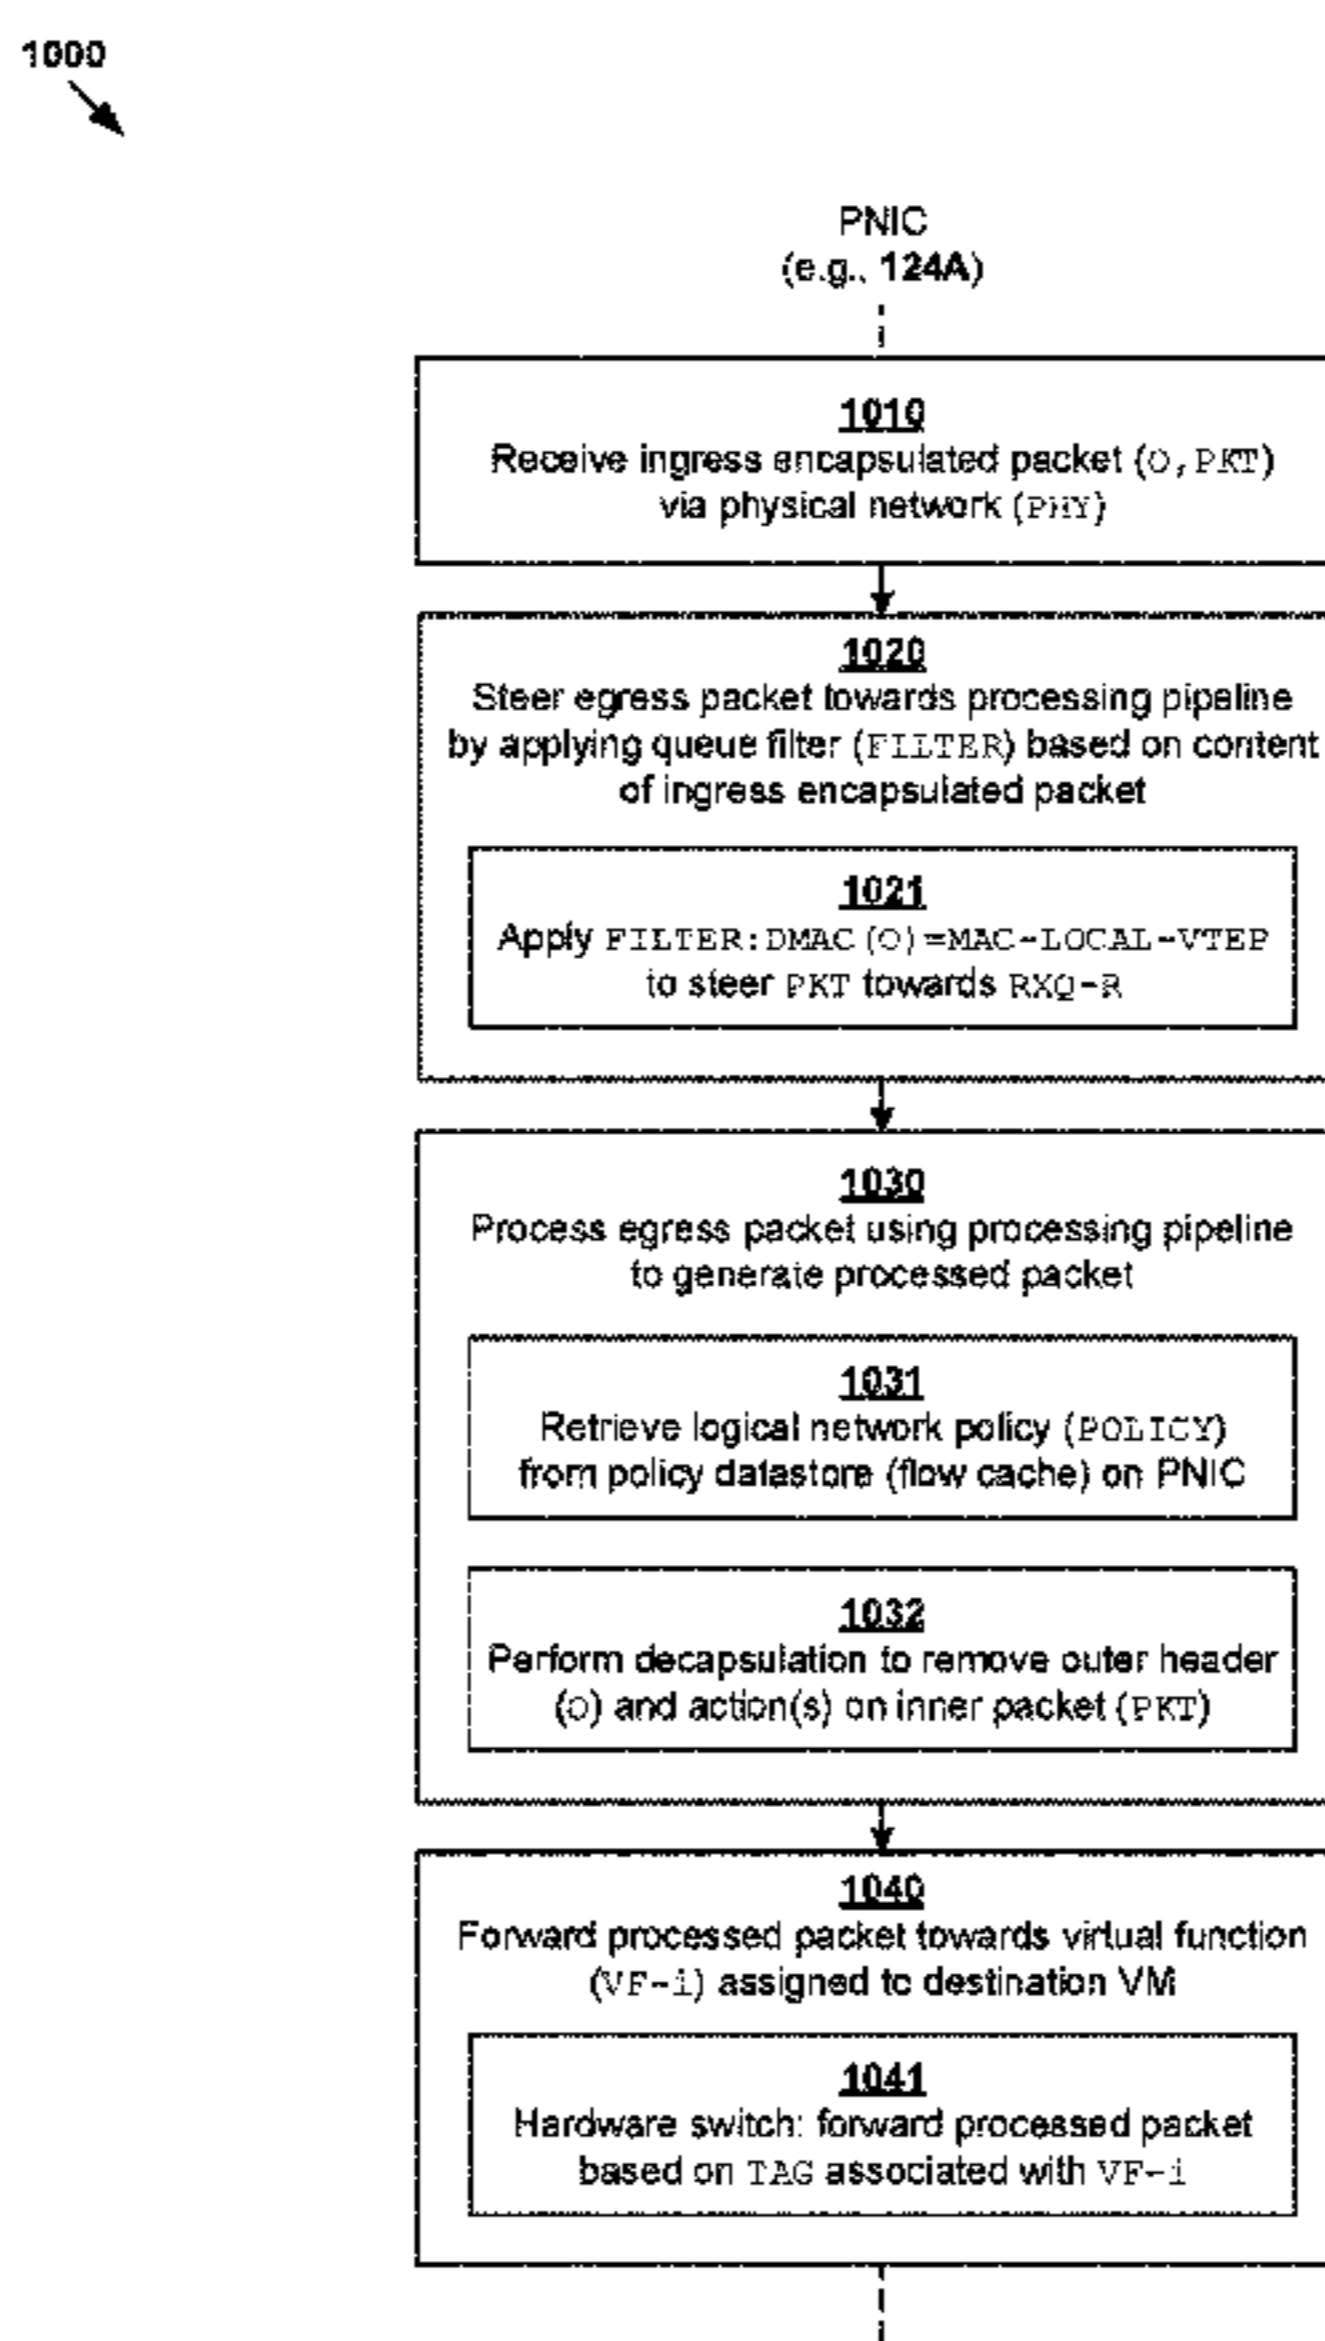 1000
PNIC
(e.g., 124A)
1010
Receive ingress encapsulated packet (O, PKT)
via physical network (PHY)
1020
Steer egress packet towards processing pipeline
by applying queue filter (FILTER) based on content
of ingress encapsulated packet
1021
Apply FILTER:DMAC(O)=MAC-LOCAL-VTEP
to steer PKT towards RXQ-R
1030
Process egress packet using processing pipeline
to generate processed packet
1031
Retrieve logical network policy (POLICY)
from policy datastore (flow cache) on PNIC
1032
Perform decapsulation to remove outer header
(O) and action(s) on inner packet (PKT)
1040
Forward processed packet towards virtual function
(VF-i) assigned to destination VM
1041
Hardware switch: forward processed packet
based on TAG associated with VF-i